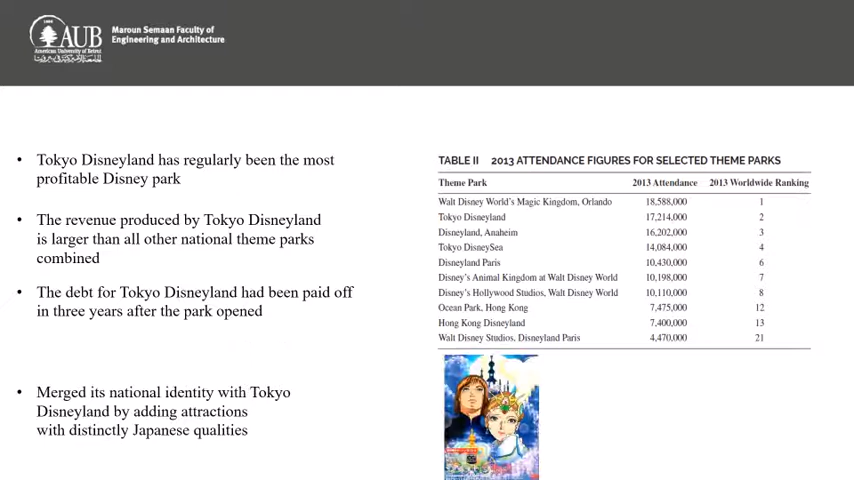 AUB
American University of Beirut
Maroun Semaan Faculty of
Engineering and Architecture
• Tokyo Disneyland has regularly been the most
profitable Disney park
• The revenue produced by Tokyo Disneyland
is larger than all other national theme parks
combined
• The debt for Tokyo Disneyland had been paid off
in three years after the park opened
• Merged its national identity with Tokyo
Disneyland by adding attractions
with distinctly Japanese qualities
TABLE II 2013 ATTENDANCE FIGURES FOR SELECTED THEME PARKS
Theme Park 2013 Attendance 2013 Worldwide Ranking
Walt Disney World’s Magic Kingdom, Orlando 18,588,000 1
Tokyo Disneyland 17,214,000 2
Disneyland, Anaheim 16,202,000 3
Tokyo DisneySea 14,084,000 4
Disneyland Paris 10,430,000 6
Disney’s Animal Kingdom at Walt Disney World 10,198,000 7
Disney’s Hollywood Studios, Walt Disney World 10,110,000 8
Ocean Park, Hong Kong 7,475,000 12
Hong Kong Disneyland 7,400,000 13
Walt Disney Studios, Disneyland Paris 4,470,000 21